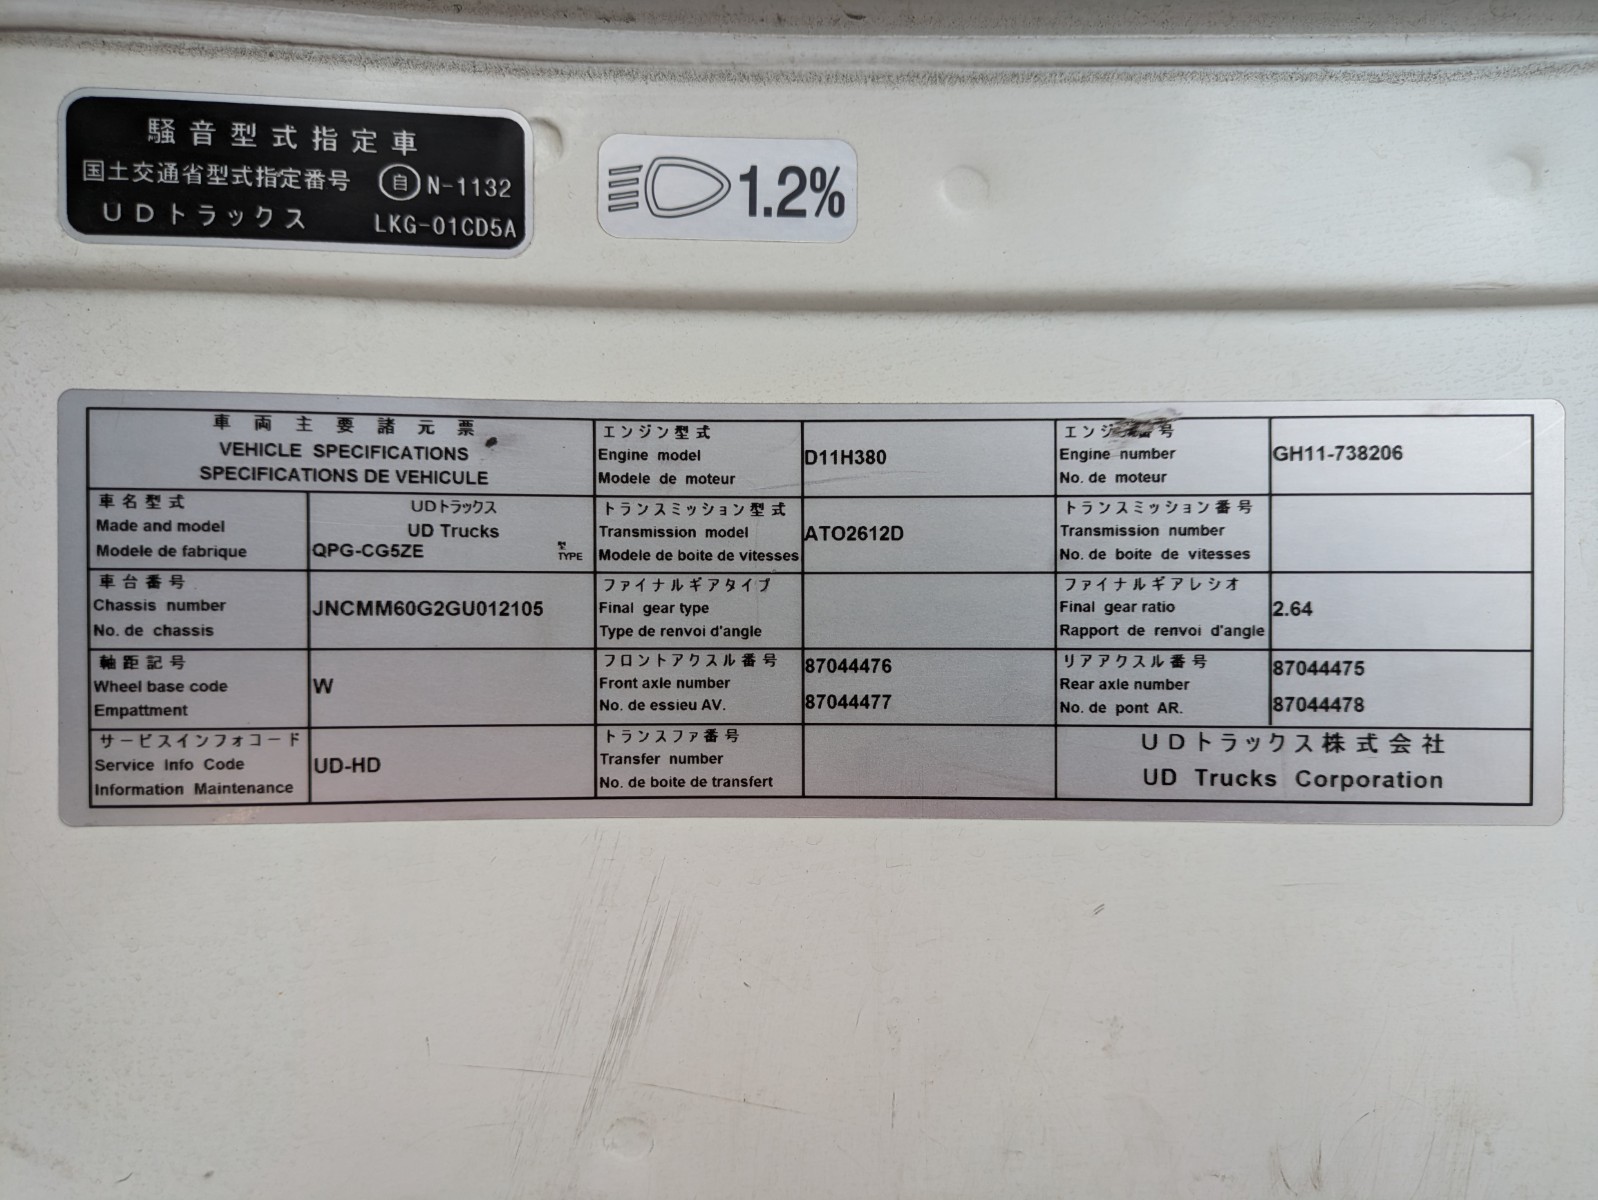 騒音型式指定車
国土交通省型式指定番号 自 N-1132
UDトラックス LKG-01CD5A
1.2%
車両主要諸元票
VEHICLE SPECIFICATIONS
SPECIFICATIONS DE VEHICULE
エンジン型式
Engine model
Modele de moteur
D11H380
エンジン番号
Engine number
No. de moteur
GH11-738206
車名型式
Made and model
Modele de fabrique
UDトラックス
UD Trucks
QPG-CG5ZE
型
TYPE
トランスミッション型式
Transmission model
Modele de boite de vitesses
ATO2612D
トランスミッション番号
Transmission number
No. de boite de vitesses
車台番号
Chassis number
No. de chassis
JNCMM60G2GU012105
ファイナルギアタイプ
Final gear type
Type de renvoi d'angle
ファイナルギアレシオ
Final gear ratio
Rapport de renvoi d'angle
2.64
軸距記号
Wheel base code
Empattment
W
フロントアクスル番号
Front axle number
No. de essieu AV.
87044476
87044477
リアアクスル番号
Rear axle number
No. de pont AR.
87044475
87044478
サービスインフォコード
Service Info Code
Information Maintenance
UD-HD
トランスファ番号
Transfer number
No. de boite de transfert
UDトラックス株式会社
UD Trucks Corporation